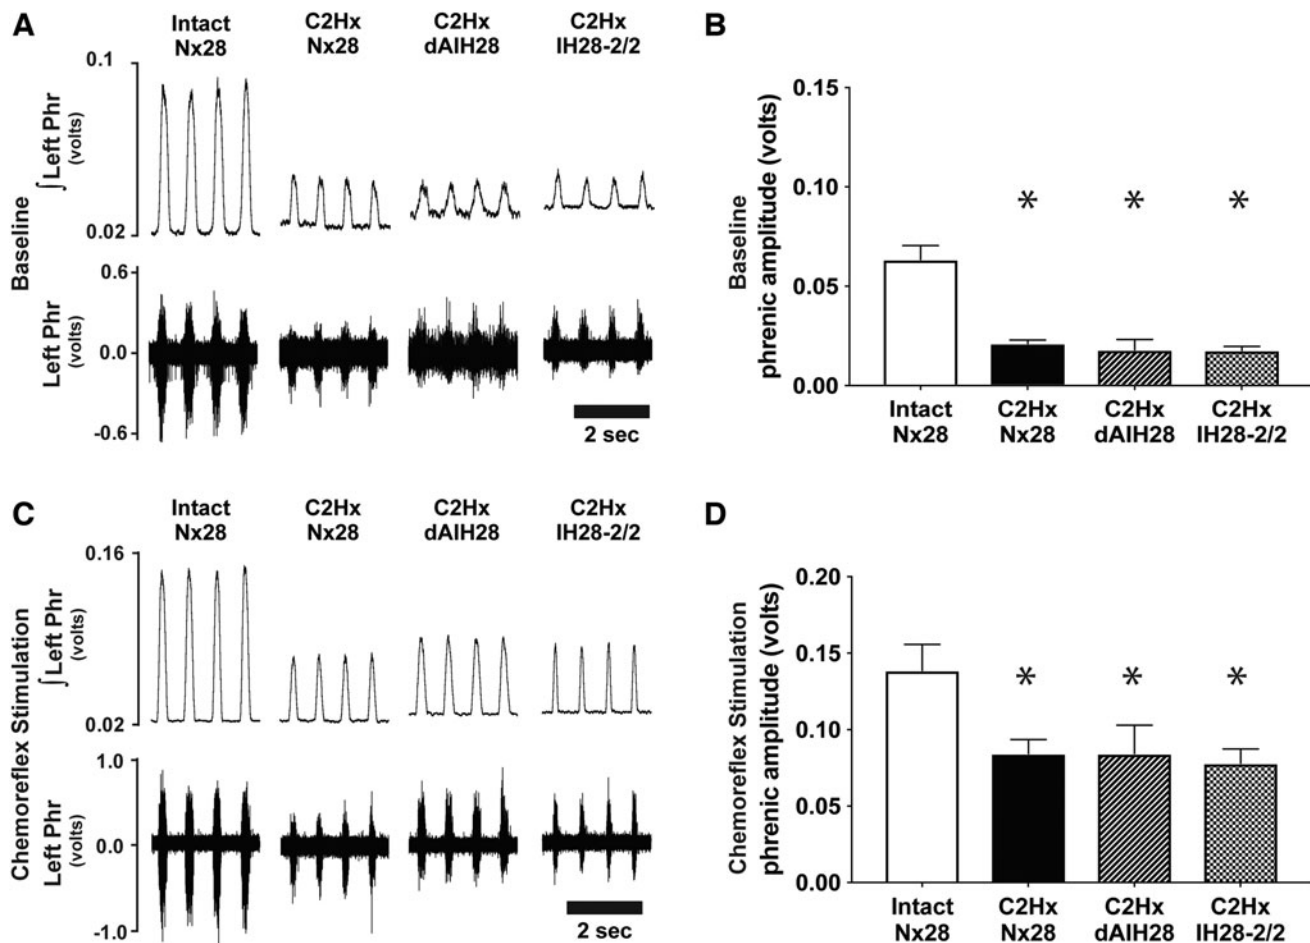 A
Intact
Nx28
C2Hx
Nx28
C2Hx
dAIH28
C2Hx
IH28-2/2
0.1
0.02
∫Left Phr
(volts)
Baseline
0.6
0.0
-0.6
Left Phr
(volts)
2 sec
B
Baseline
phrenic amplitude (volts)
0.15
0.10
0.05
0.00
* * *
Intact
Nx28
C2Hx
Nx28
C2Hx
dAIH28
C2Hx
IH28-2/2
C
Intact
Nx28
C2Hx
Nx28
C2Hx
dAIH28
C2Hx
IH28-2/2
0.16
0.02
∫Left Phr
(volts)
Chemoreflex Stimulation
1.0
0.0
-1.0
Left Phr
(volts)
2 sec
D
Chemoreflex Stimulation
phrenic amplitude (volts)
0.20
0.15
0.10
0.05
0.00
* * *
Intact
Nx28
C2Hx
Nx28
C2Hx
dAIH28
C2Hx
IH28-2/2